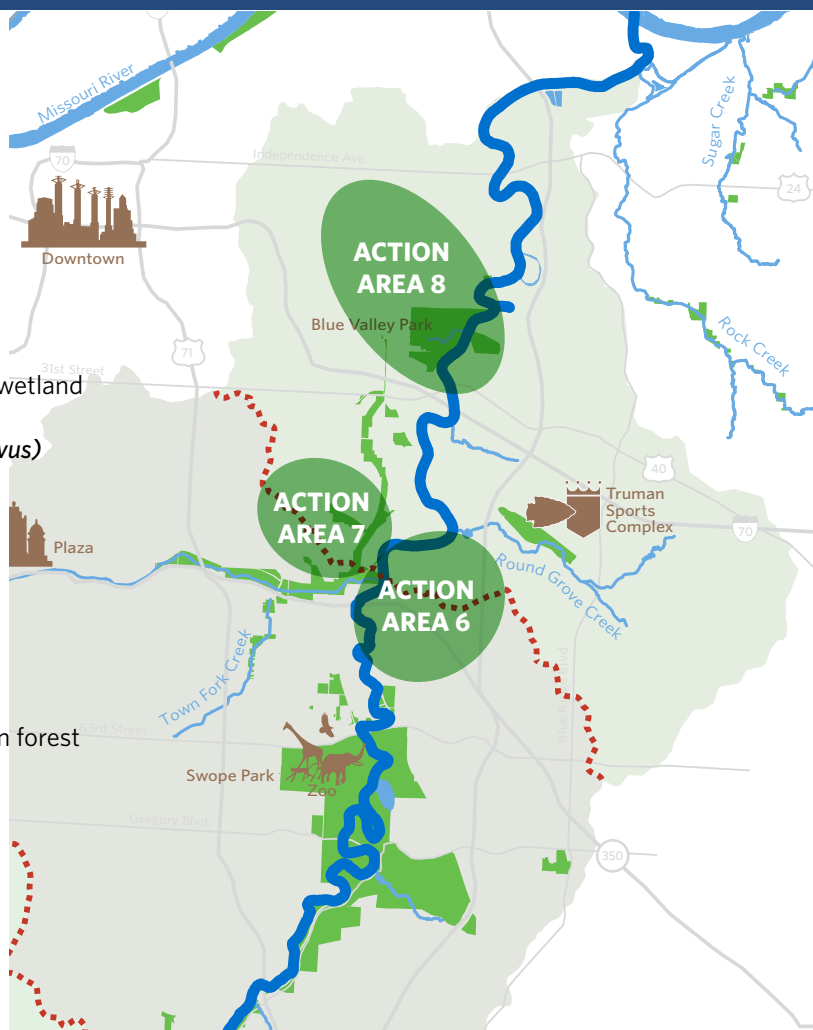 Missouri River
Sugar Creek
Independence Ave.
70
24
Downtown
ACTION
AREA 8
Blue Valley Park
Rock Creek
71
31st Street
wetland
vus)
40
Truman
Sports
Complex
70
ACTION
AREA 7
Plaza
Round Grove Creek
ACTION
AREA 6
Town Fork Creek
63rd Street
n forest
Swope Park
Zoo
Gregory Blvd.
350